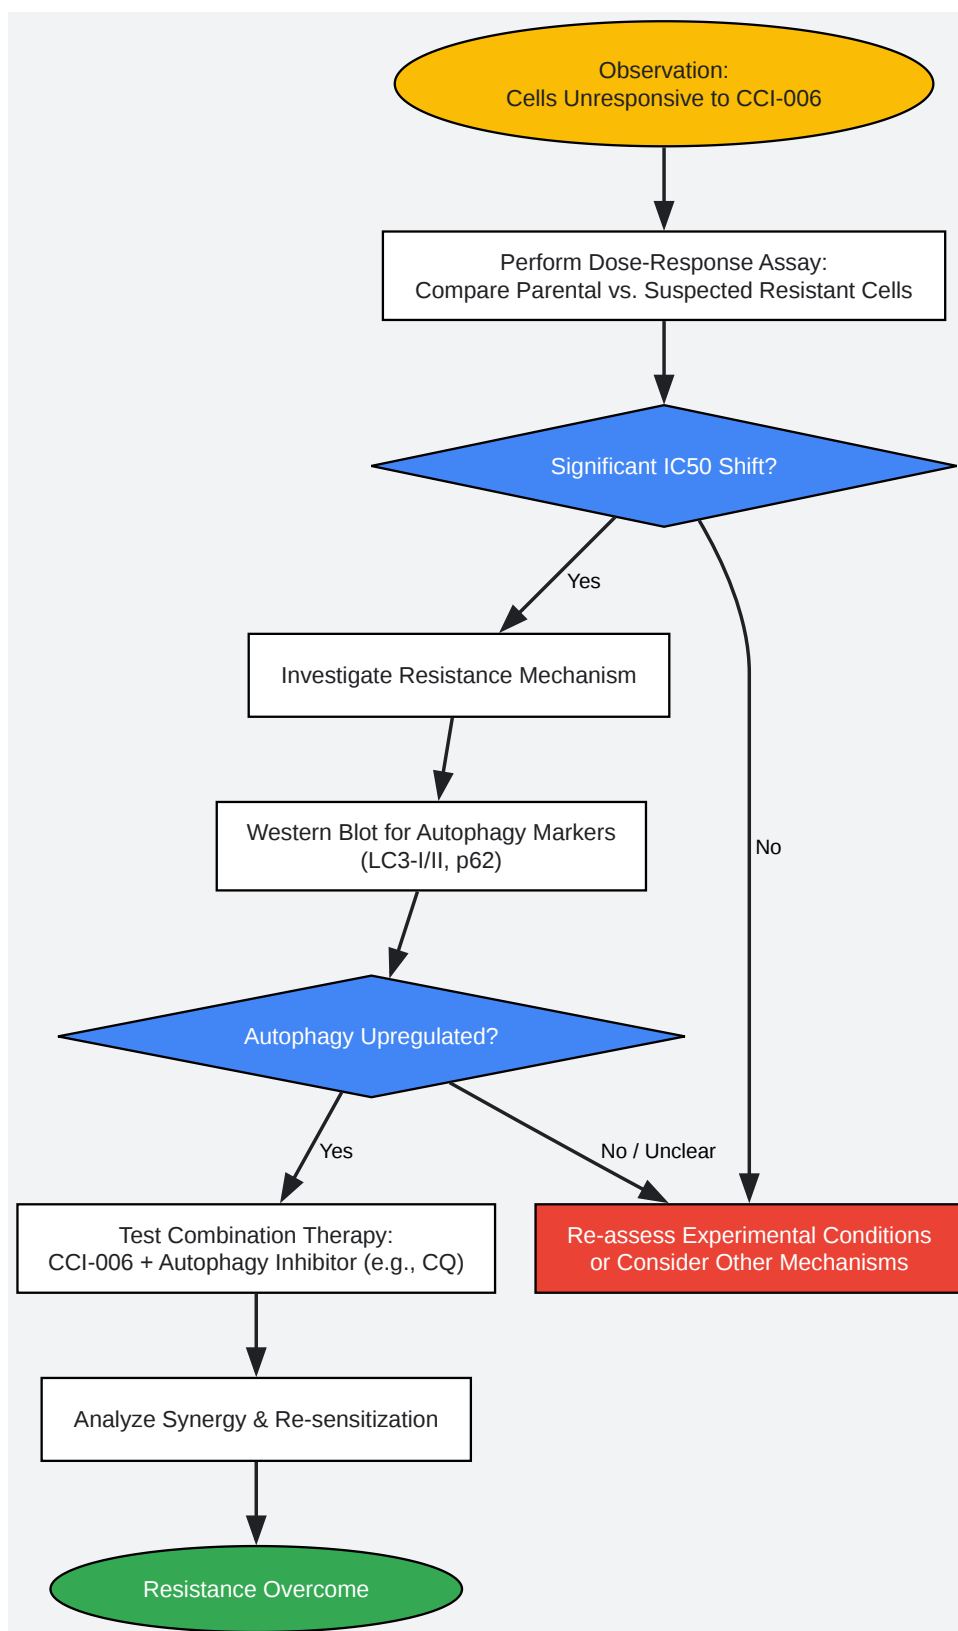 Observation:
Cells Unresponsive to CCI-006
Perform Dose-Response Assay:
Compare Parental vs. Suspected Resistant Cells
Significant IC50 Shift?
Yes
Investigate Resistance Mechanism
Western Blot for Autophagy Markers
(LC3-I/II, p62)
No
Autophagy Upregulated?
Yes
No / Unclear
Test Combination Therapy:
CCI-006 + Autophagy Inhibitor (e.g., CQ)
Re-assess Experimental Conditions
or Consider Other Mechanisms
Analyze Synergy & Re-sensitization
Resistance Overcome